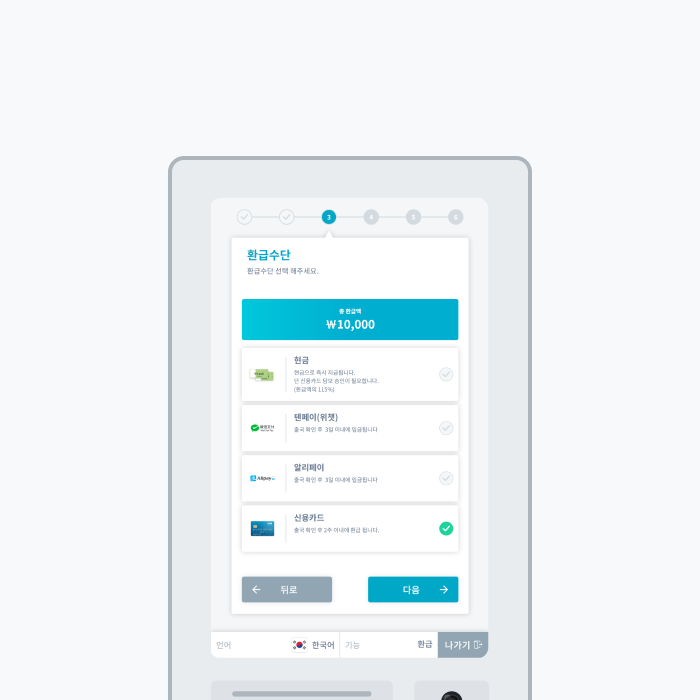 3 4 5 6
환급수단
환급수단 선택 해주세요.
총 환급액
₩10,000
현금
현금으로 즉시 지급됩니다.
단 신용카드 담보 승인이 필요합니다.
(환급액의 115%)
텐페이(위챗)
출국 확인 후 3일 이내에 입금됩니다
알리페이
Alipay
출국 확인 후 3일 이내에 입금됩니다
신용카드
출국 확인 후 2주 이내에 환급 됩니다.
뒤로
다음
언어 한국어 기능 환급 나가기